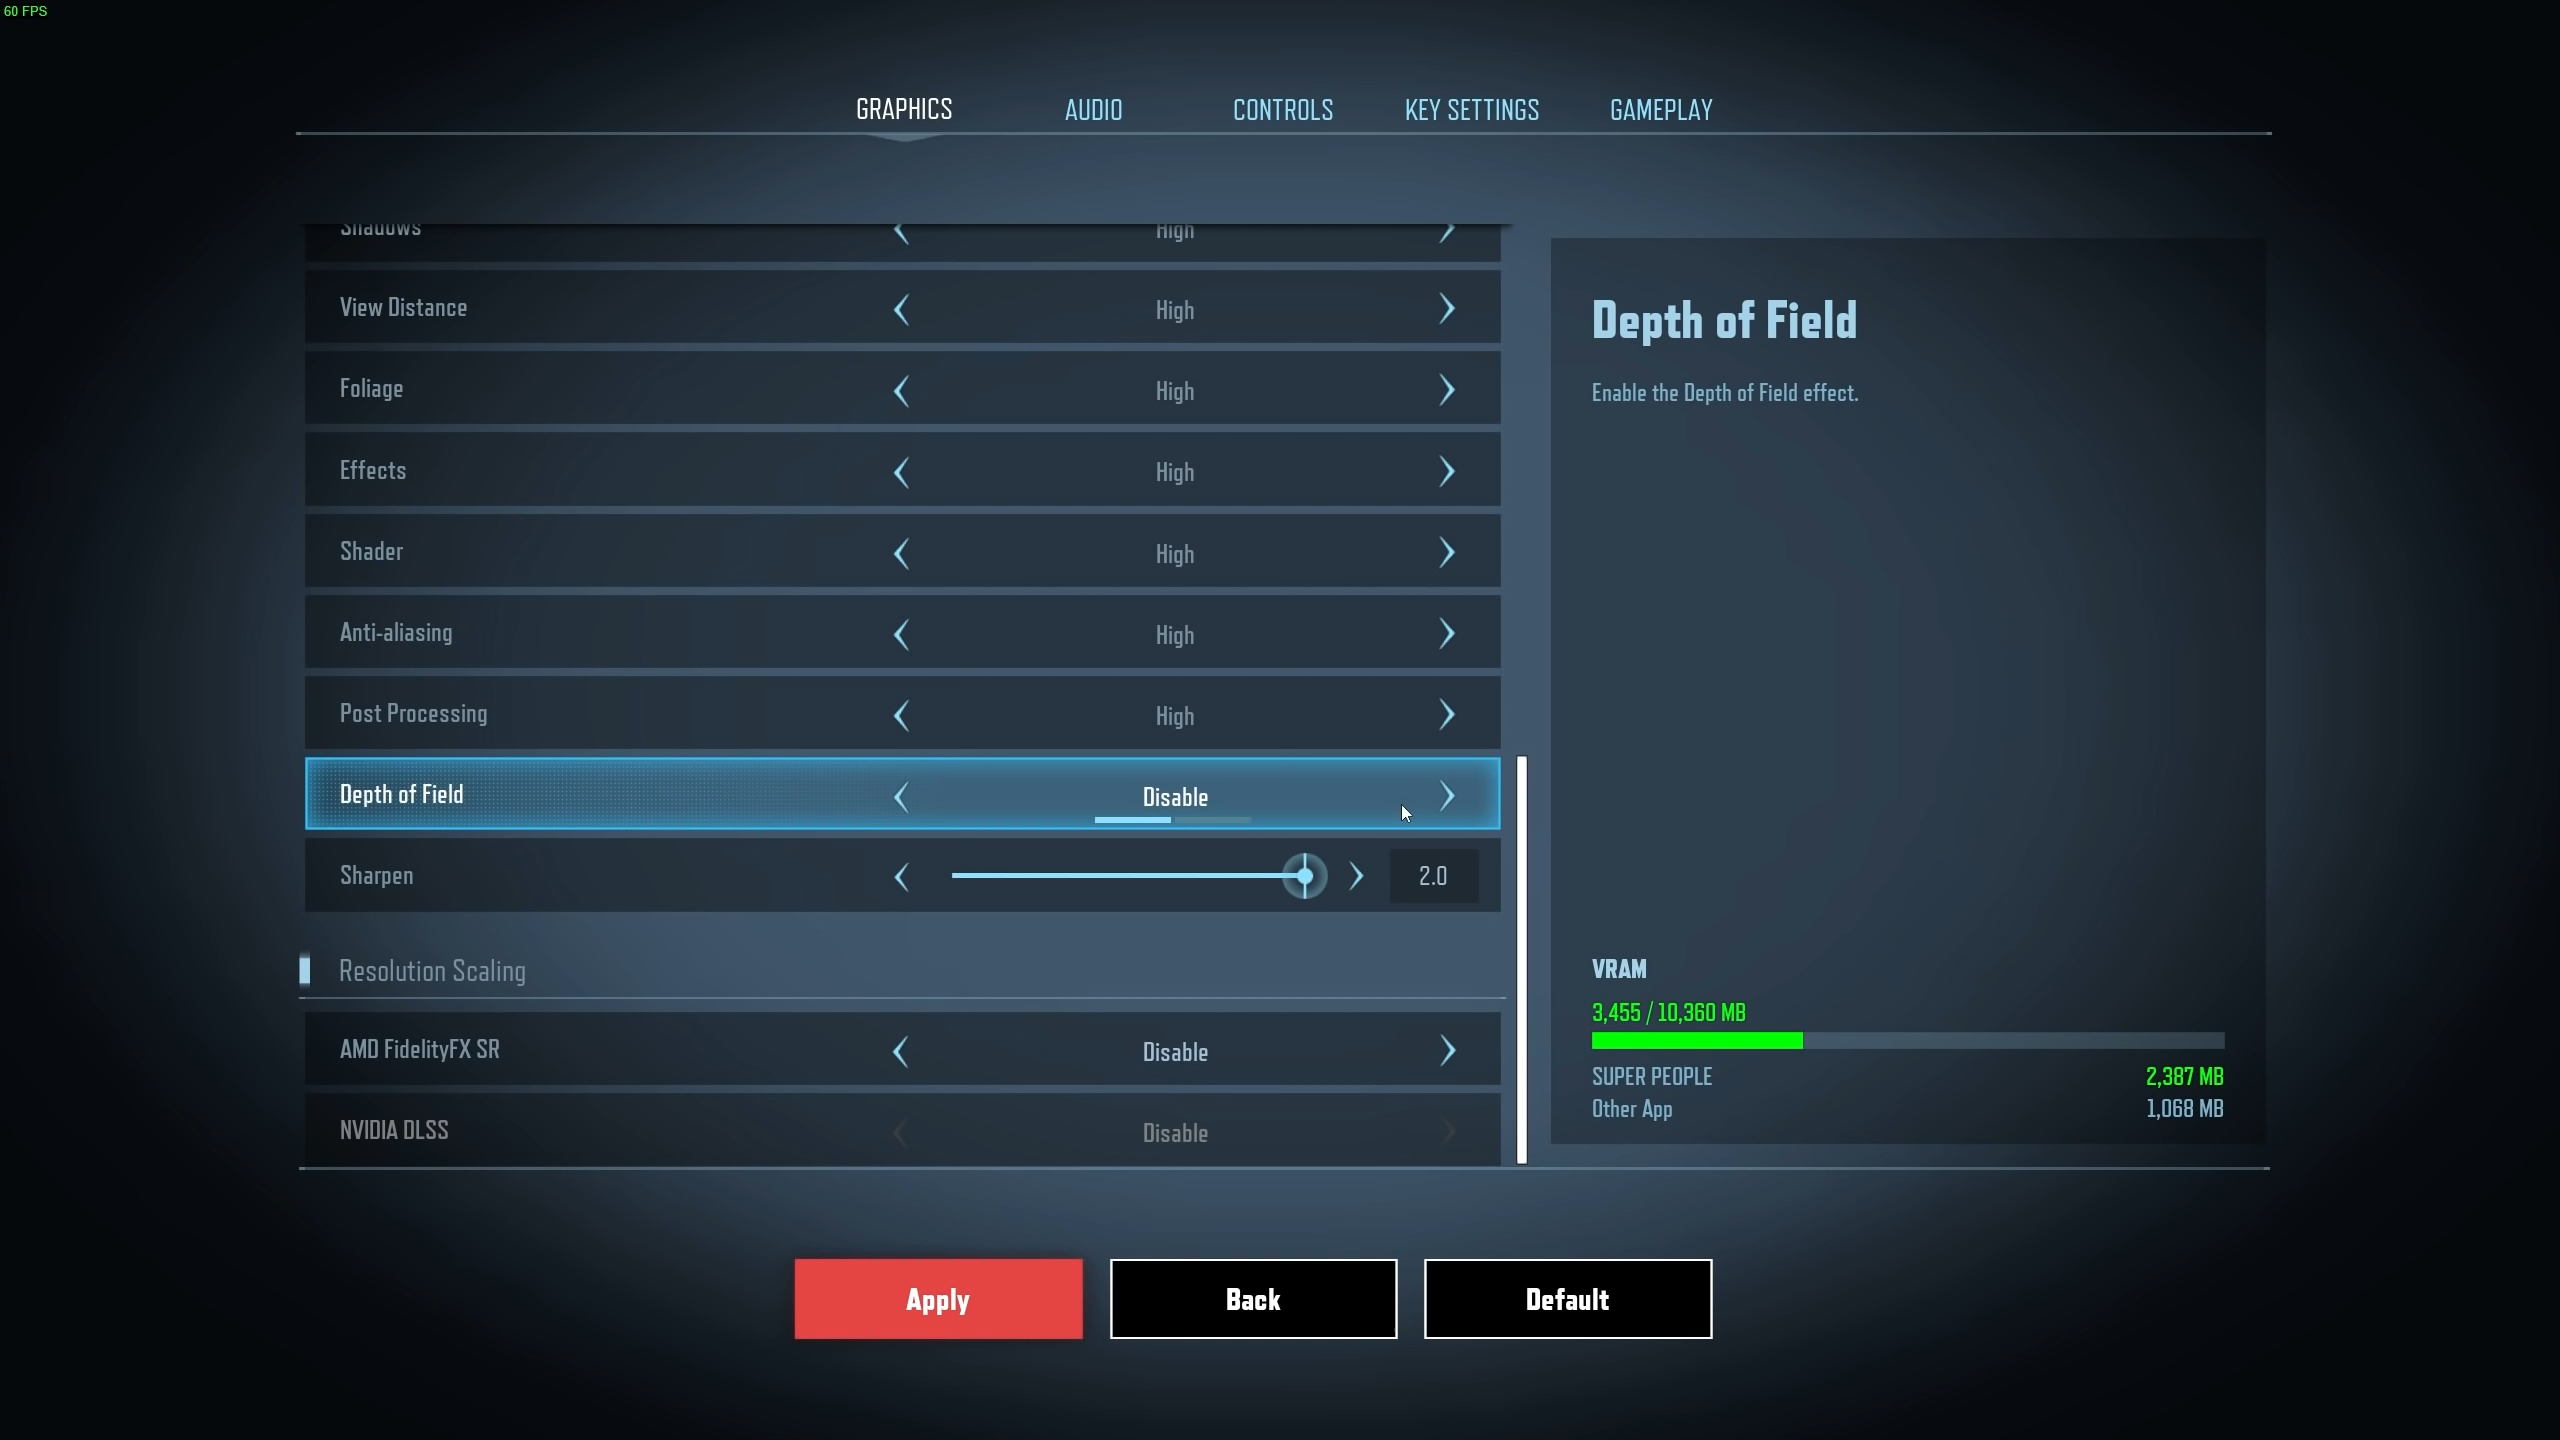 60 FPS
GRAPHICS AUDIO CONTROLS KEY SETTINGS GAMEPLAY
Shadows High
View Distance High
Foliage High
Effects High
Shader High
Anti-aliasing High
Post Processing High
Depth of Field Disable
Sharpen 2.0
Resolution Scaling
AMD FidelityFX SR Disable
NVIDIA DLSS Disable
Depth of Field
Enable the Depth of Field effect.
VRAM
3,455 / 10,360 MB
SUPER PEOPLE 2,387 MB
Other App 1,068 MB
Apply Back Default